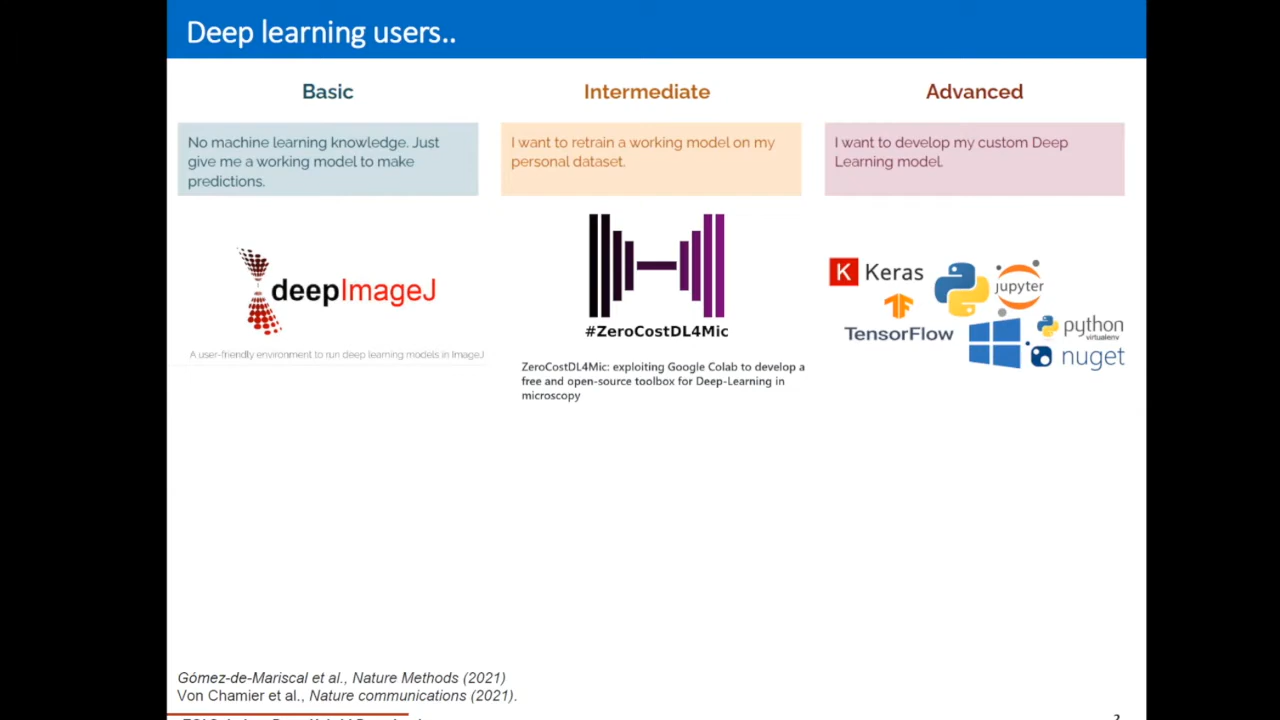 Deep learning users..
Basic
No machine learning knowledge. Just
give me a working model to make
predictions.
deepImageJ
A user-friendly environment to run deep learning models in ImageJ
Intermediate
I want to retrain a working model on my
personal dataset.
#ZeroCostDL4Mic
ZeroCostDL4Mic: exploiting Google Colab to develop a
free and open-source toolbox for Deep-Learning in
microscopy
Advanced
I want to develop my custom Deep
Learning model.
K Keras
jupyter
TensorFlow
python
virtualenv
nuget
Gómez-de-Mariscal et al., Nature Methods (2021)
Von Chamier et al., Nature communications (2021).
2